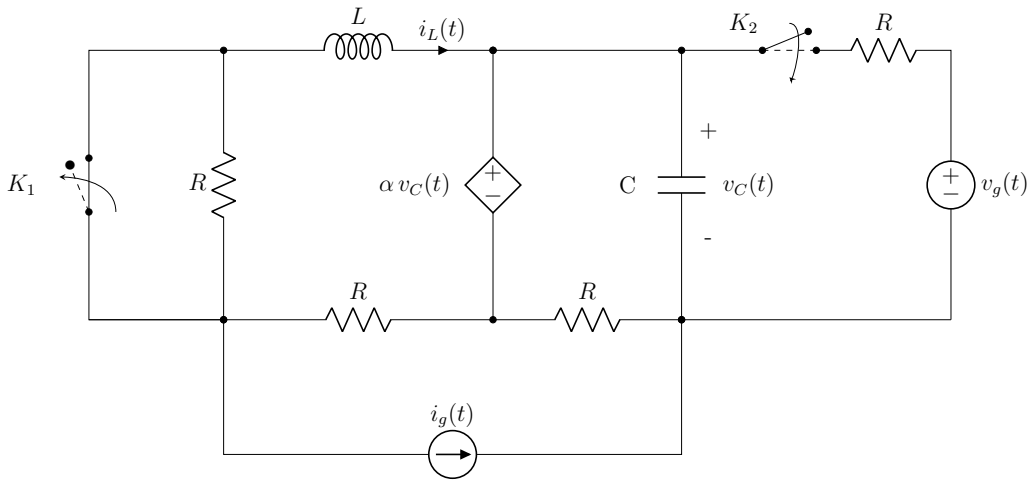 L
i_L(t)
K_2
R
K_1
R
α v_C(t)
+
−
C
+
v_C(t)
-
+
−
v_g(t)
R
R
i_g(t)